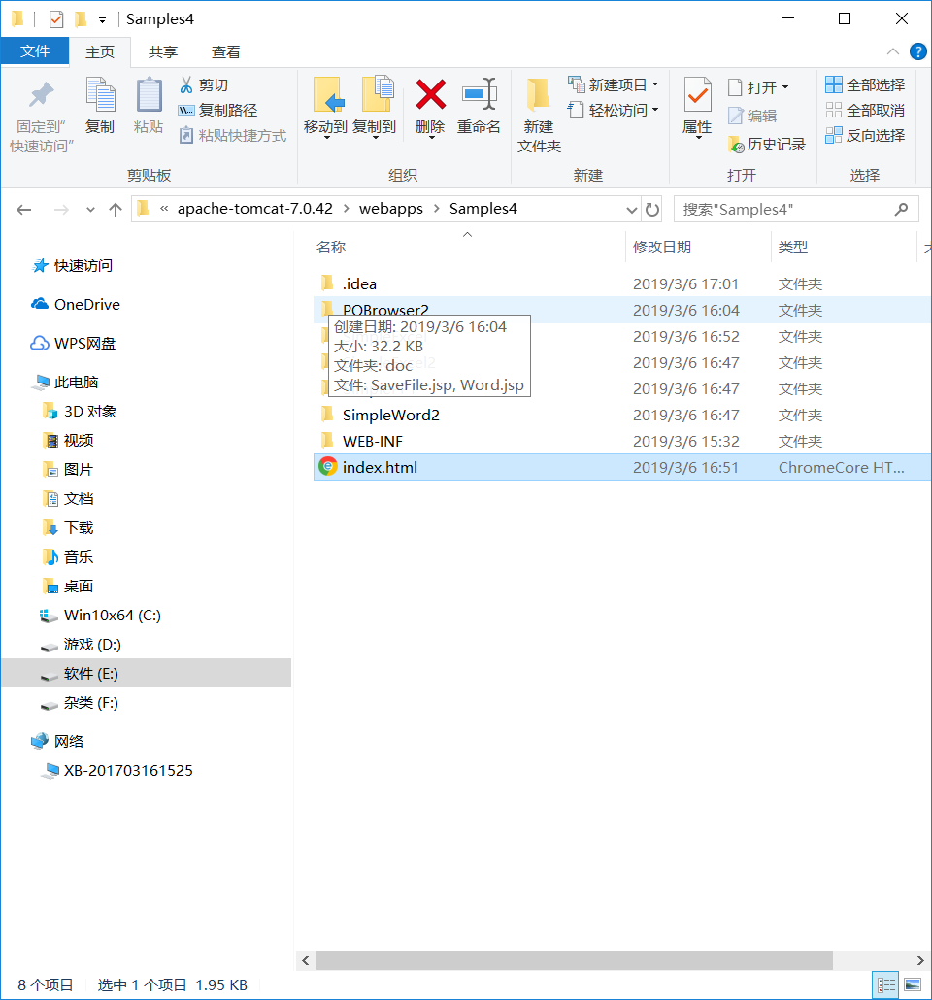 Samples4
文件 主页 共享 查看
固定到"
快速访问"
复制
粘贴
剪切
复制路径
粘贴快捷方式
剪贴板
移动到 复制到 删除 重命名
组织
新建
文件夹
新建项目
轻松访问
新建
属性
打开
编辑
历史记录
打开
全部选择
全部取消
反向选择
选择
« apache-tomcat-7.0.42 > webapps > Samples4
搜索"Samples4"
快速访问
OneDrive
WPS网盘
此电脑
3D 对象
视频
图片
文档
下载
音乐
桌面
Win10x64 (C:)
游戏 (D:)
软件 (E:)
杂类 (F:)
网络
XB-201703161525
名称 修改日期 类型
.idea 2019/3/6 17:01 文件夹
POBrowser2 2019/3/6 16:04 文件夹
2019/3/6 16:52 文件夹
2019/3/6 16:47 文件夹
2019/3/6 16:47 文件夹
SimpleWord2 2019/3/6 16:47 文件夹
WEB-INF 2019/3/6 15:32 文件夹
index.html 2019/3/6 16:51 ChromeCore HT...
创建日期: 2019/3/6 16:04
大小: 32.2 KB
文件夹: doc
文件: SaveFile.jsp, Word.jsp
8 个项目 选中 1 个项目 1.95 KB